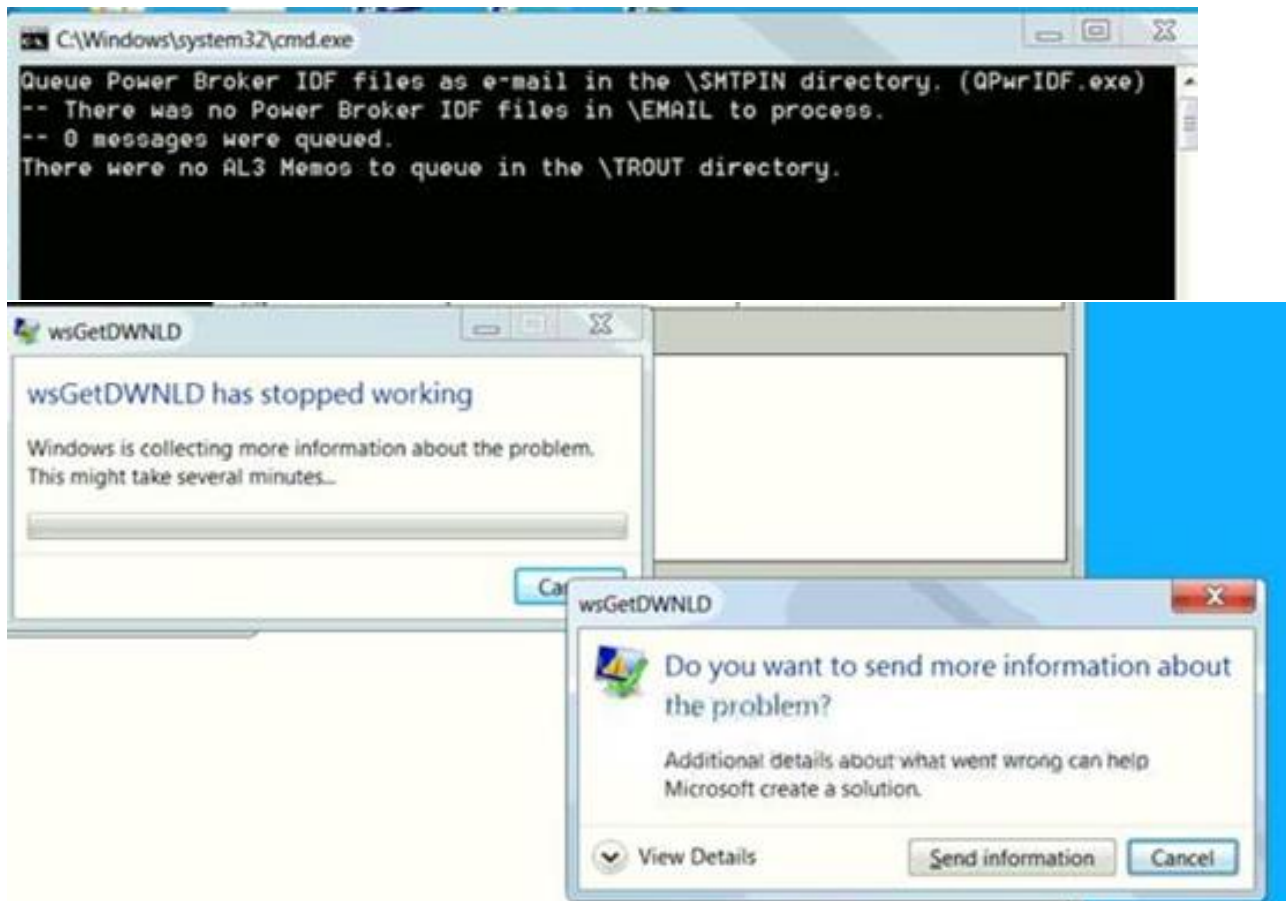 C:\Windows\system32\cmd.exe
Queue Power Broker IDF files as e-mail in the \SMTPIN directory. (QPwrIDF.exe)
-- There was no Power Broker IDF files in \EMAIL to process.
-- 0 messages were queued.
There were no AL3 Memos to queue in the \TROUT directory.
wsGetDWNLD
wsGetDWNLD has stopped working
Windows is collecting more information about the problem.
This might take several minutes...
wsGetDWNLD
Do you want to send more information about
the problem?
Additional details about what went wrong can help
Microsoft create a solution.
View Details
Send information
Cancel